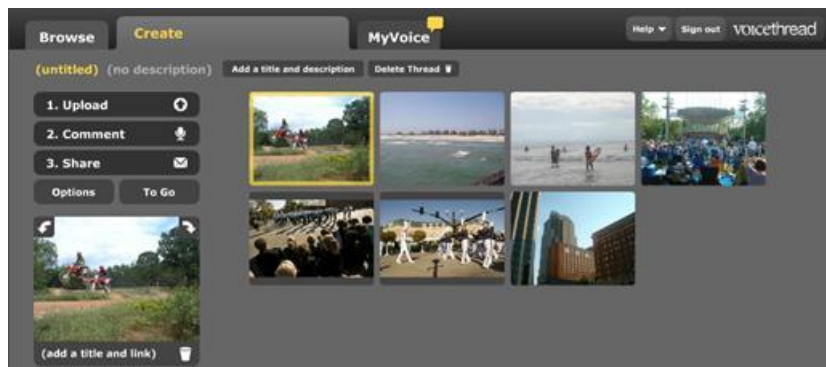 Browse Create MyVoice Help Sign out voicethread
(untitled) (no description) Add a title and description Delete Thread
1. Upload
2. Comment
3. Share
Options To Go
(add a title and link)